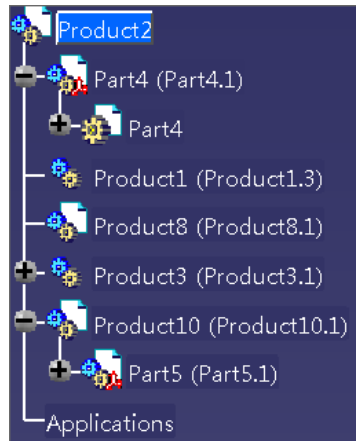 Product2
Part4 (Part4.1)
Part4
Product1 (Product1.3)
Product8 (Product8.1)
Product3 (Product3.1)
Product10 (Product10.1)
Part5 (Part5.1)
Applications